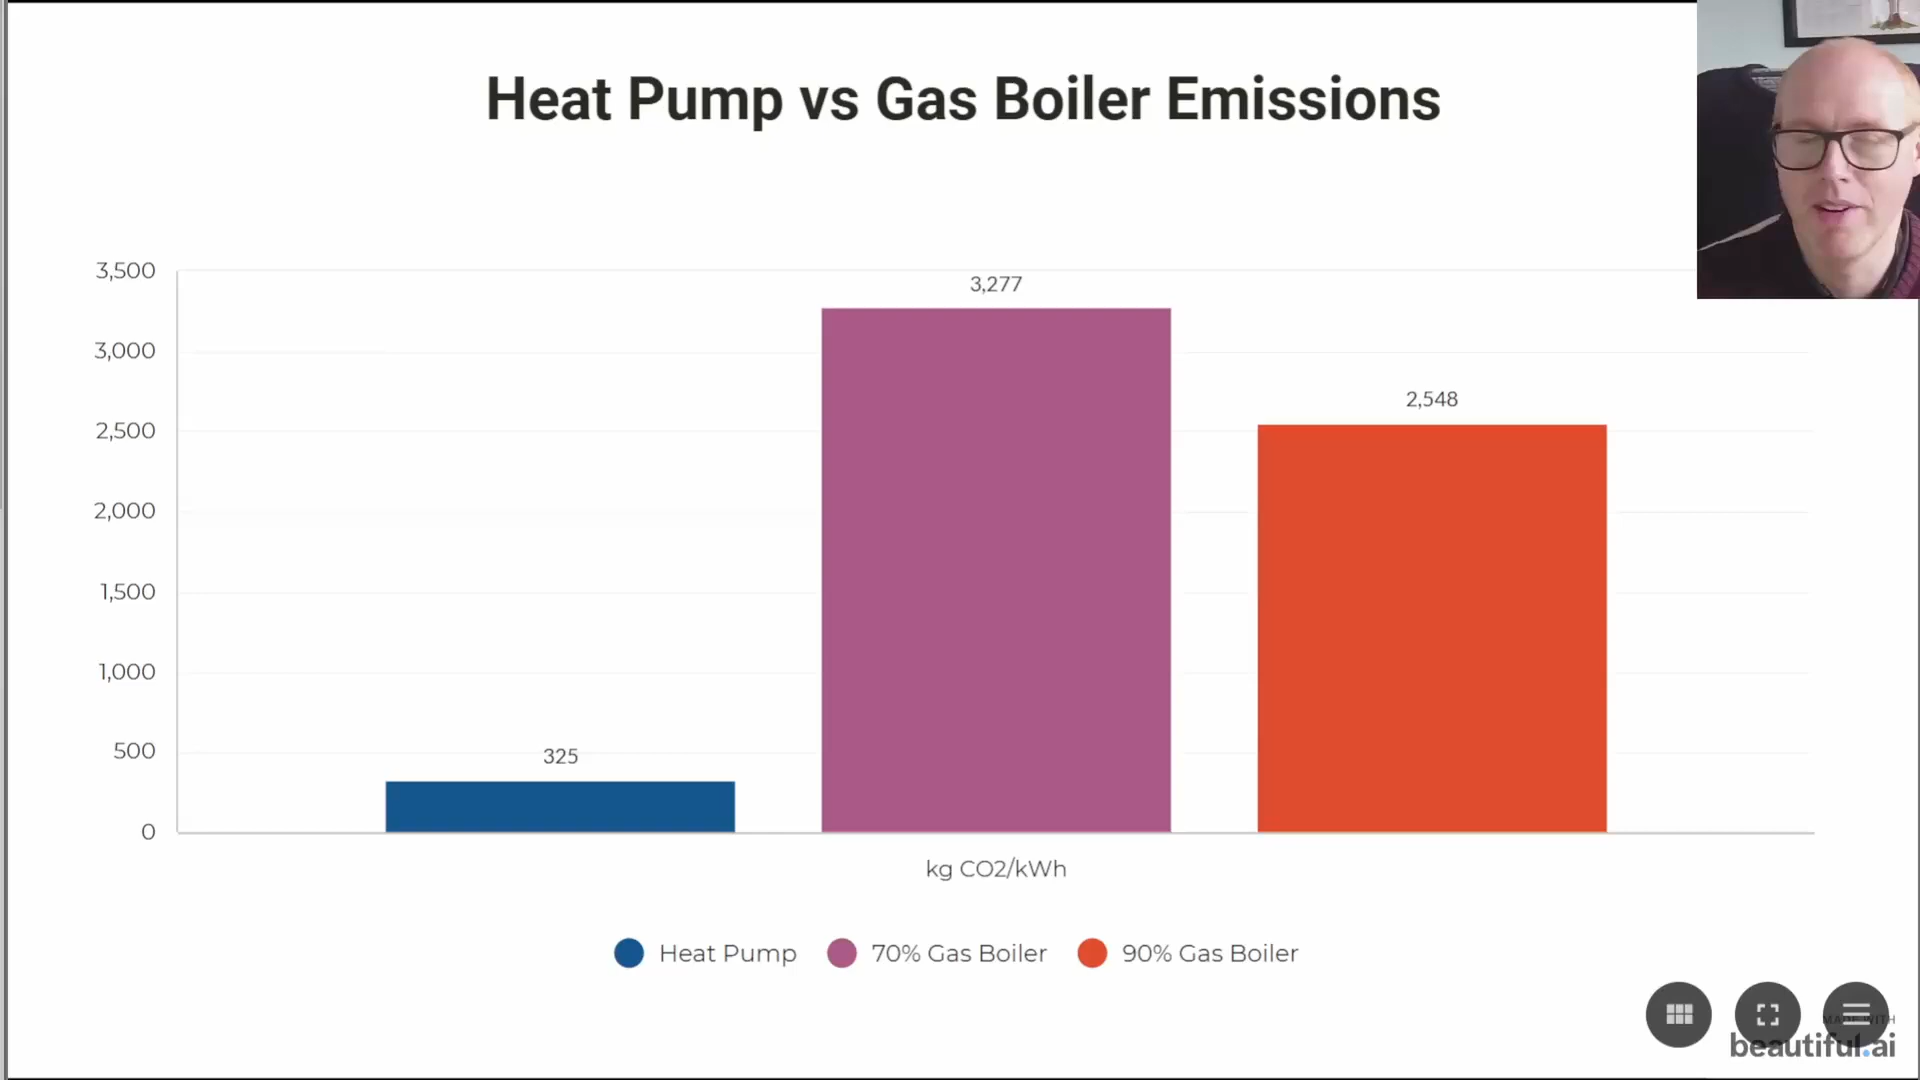 Heat Pump vs Gas Boiler Emissions
3,500
3,000
2,500
2,000
1,500
1,000
500
0
325
3,277
2,548
kg CO2/kWh
Heat Pump
70% Gas Boiler
90% Gas Boiler
MADE WITH
beautiful.ai